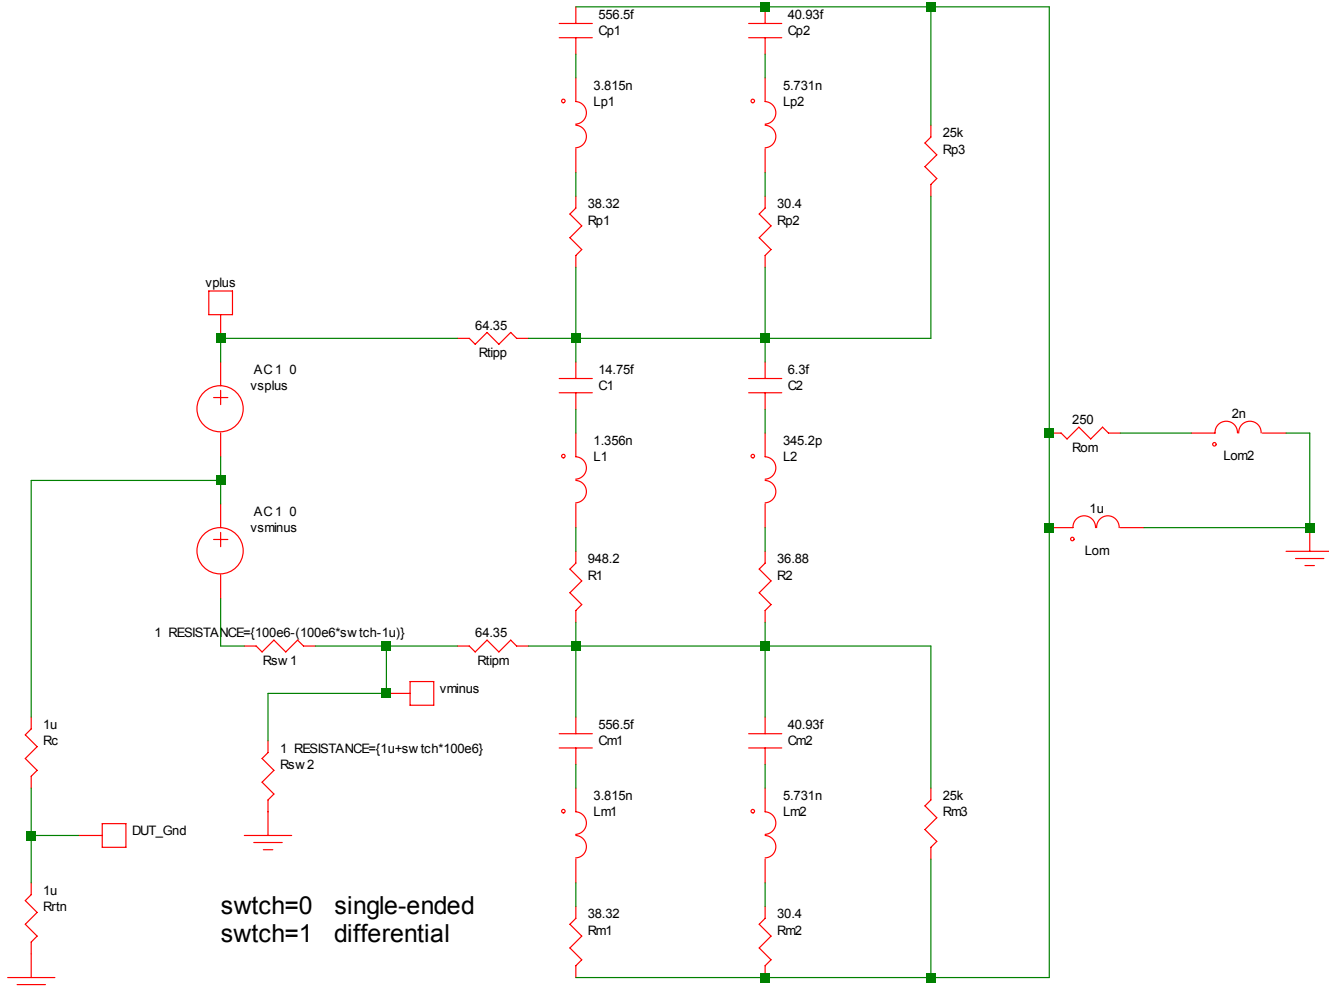 556.5f
Cp1
40.93f
Cp2
3.815n
Lp1
5.731n
Lp2
25k
Rp3
38.32
Rp1
30.4
Rp2
vplus
64.35
Rtipp
AC 1 0
vsplus
14.75f
C1
6.3f
C2
250
Rom
2n
Lom2
1.356n
L1
345.2p
L2
AC 1 0
vsminus
1u
Lom
948.2
R1
36.88
R2
1 RESISTANCE={100e6-(100e6*swtch-1u)}
Rsw1
64.35
Rtipm
vminus
1u
Rc
1 RESISTANCE={1u+swtch*100e6}
Rsw2
556.5f
Cm1
40.93f
Cm2
3.815n
Lm1
5.731n
Lm2
25k
Rm3
DUT_Gnd
1u
Rrtn
swtch=0 single-ended
swtch=1 differential
38.32
Rm1
30.4
Rm2